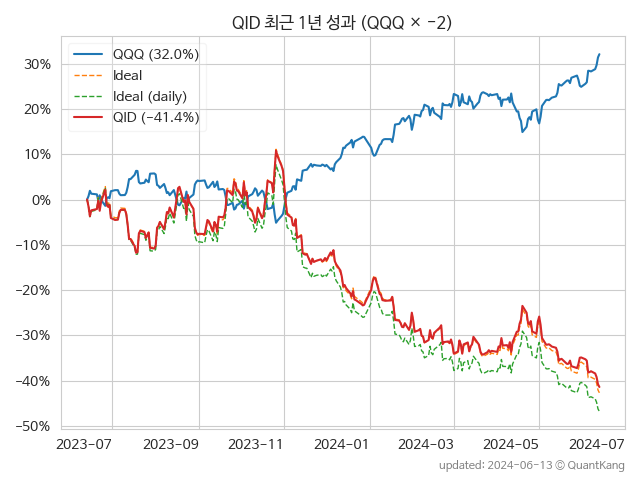 QID 최근 1년 성과 (QQQ × −2)
QQQ (32.0%)
Ideal
Ideal (daily)
QID (−41.4%)
30%
20%
10%
0%
−10%
−20%
−30%
−40%
−50%
2023-07 2023-09 2023-11 2024-01 2024-03 2024-05 2024-07
updated: 2024-06-13 © QuantKang